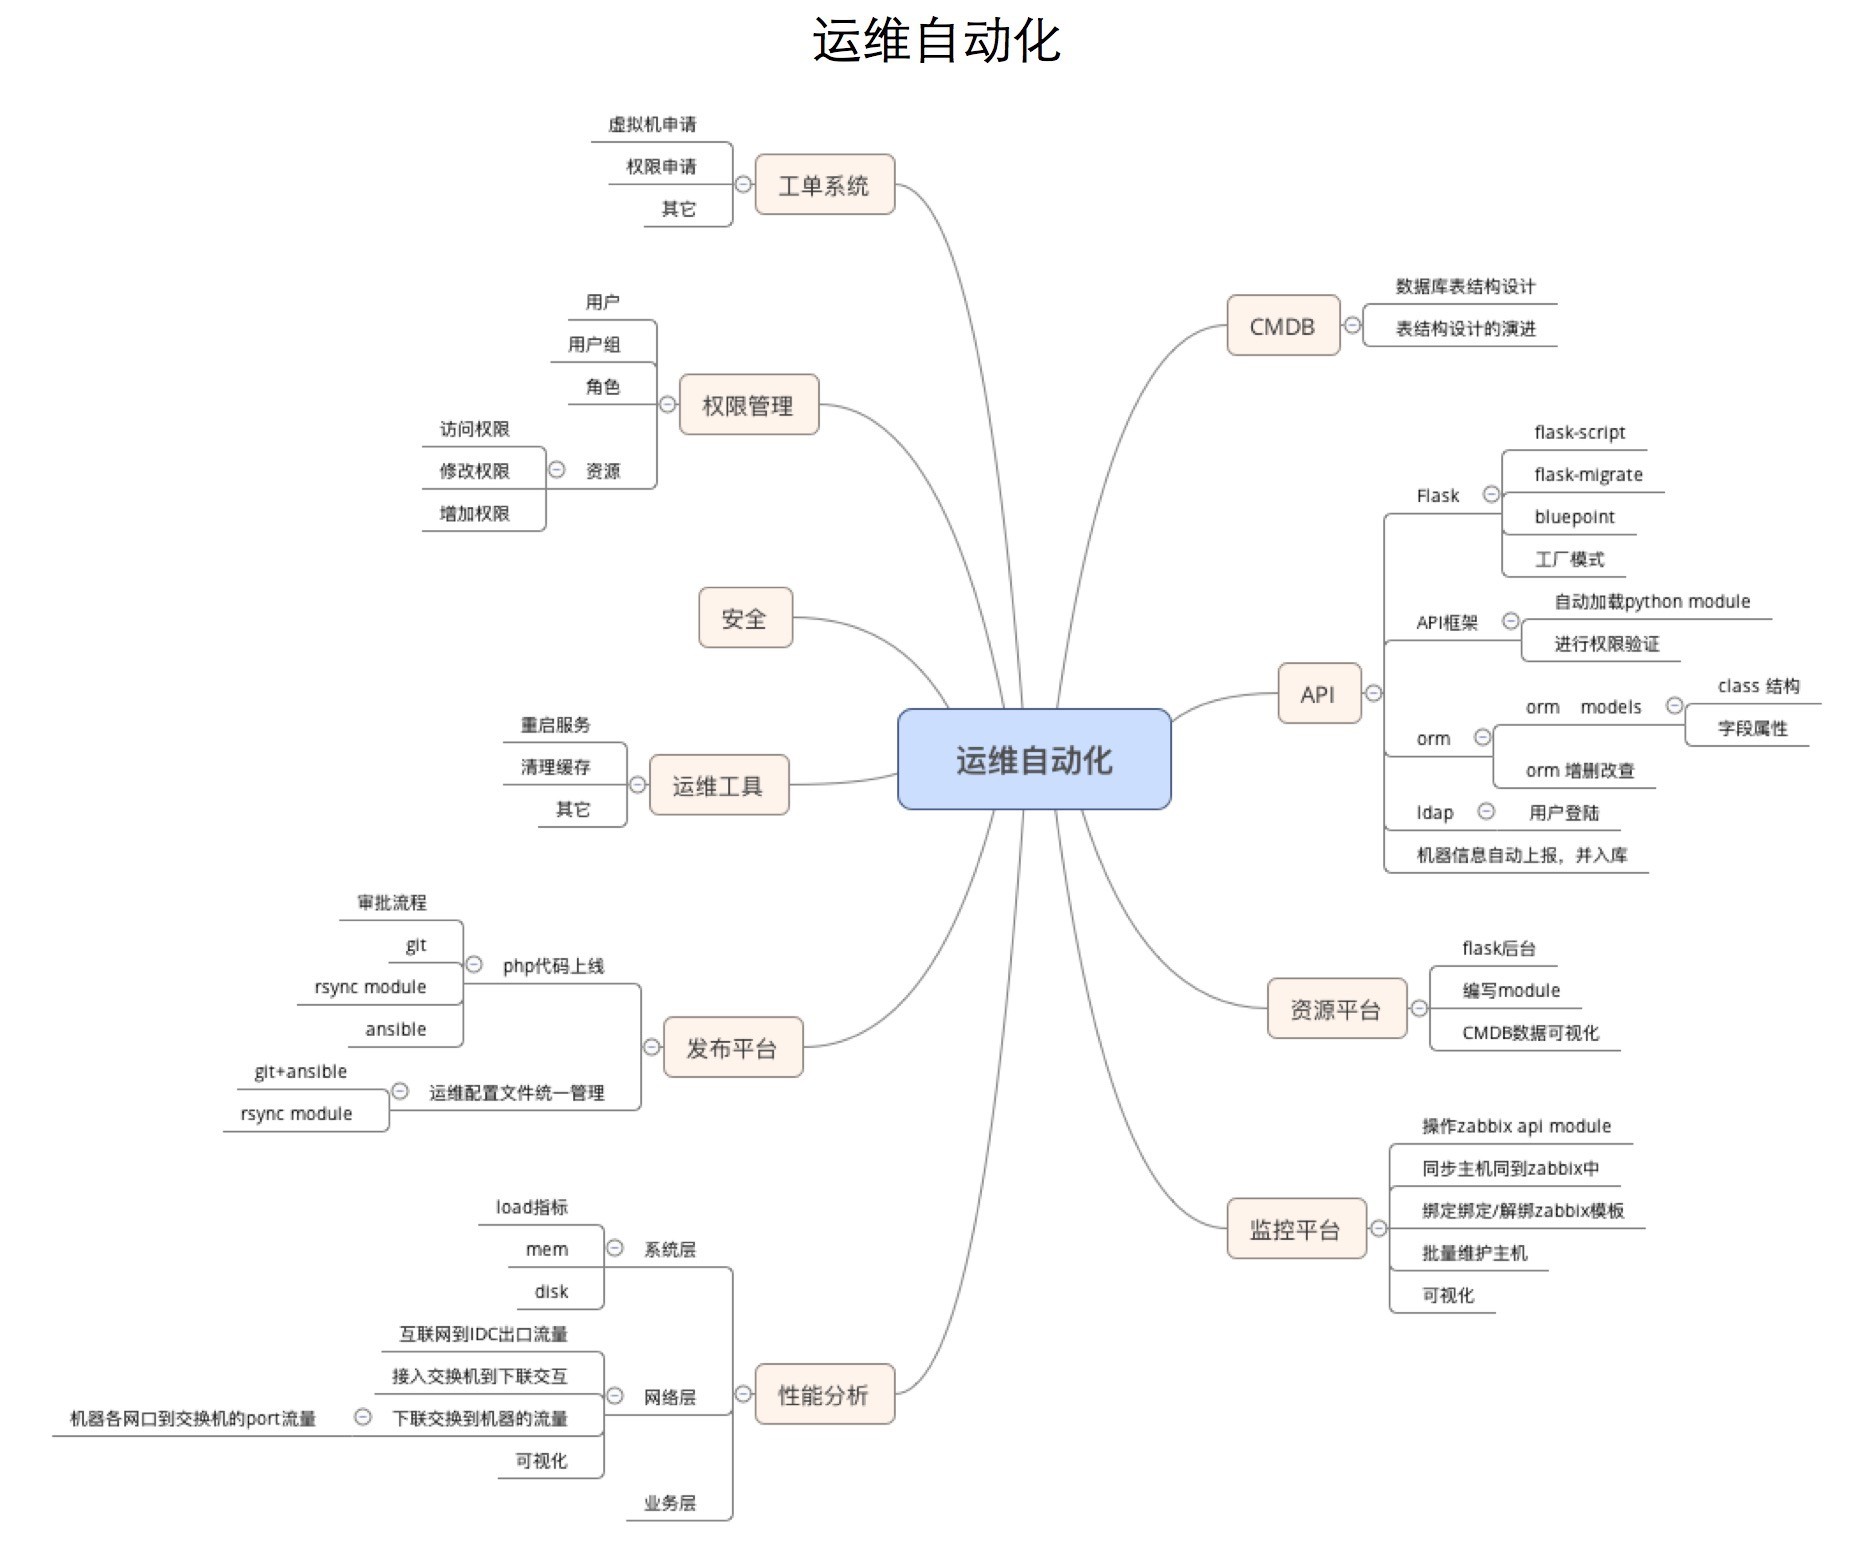 运维自动化
虚拟机申请
权限申请
其它
工单系统
用户
用户组
角色
访问权限
修改权限
增加权限
资源
权限管理
安全
重启服务
清理缓存
其它
运维工具
审批流程
git
rsync module
ansible
php代码上线
git+ansible
rsync module
运维配置文件统一管理
发布平台
load指标
mem
disk
系统层
互联网到IDC出口流量
接入交换机到下联交互
机器各网口到交换机的port流量
下联交换到机器的流量
可视化
网络层
业务层
性能分析
运维自动化
CMDB
数据库表结构设计
表结构设计的演进
API
Flask
flask-script
flask-migrate
bluepoint
工厂模式
API框架
自动加载python module
进行权限验证
orm
orm models
class 结构
字段属性
orm 增删改查
ldap
用户登陆
机器信息自动上报，并入库
资源平台
flask后台
编写module
CMDB数据可视化
监控平台
操作zabbix api module
同步主机同到zabbix中
绑定绑定/解绑zabbix模板
批量维护主机
可视化